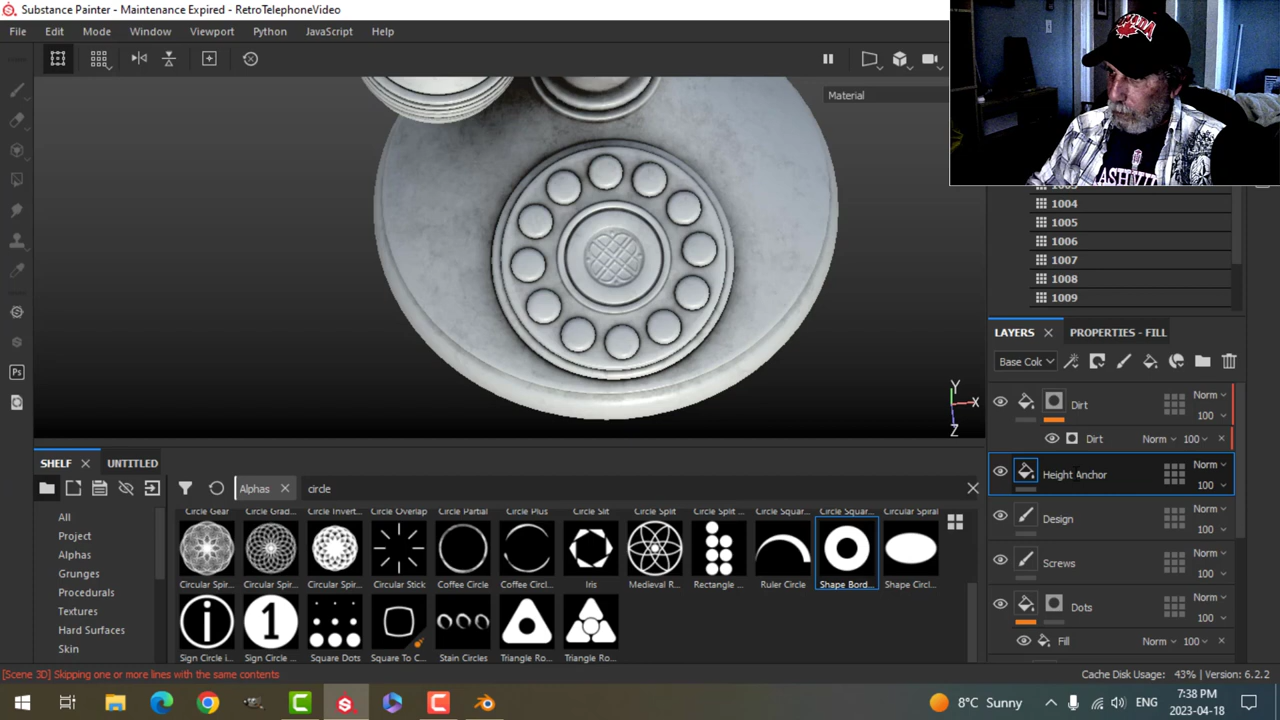 Substance Painter - Maintenance Expired - RetroTelephoneVideo
File Edit Mode Window Viewport Python JavaScript Help
CANADA
NASHVILLE
Material
1003
1004
1005
1006
1007
1008
1009
Y
X
Z
LAYERS
PROPERTIES - FILL
Base Col
Dirt
Norm
100
Dirt Norm 100
Height Anchor
Norm
100
Design
Norm
100
Screws
Norm
100
Dots
Norm
100
Fill Norm 100
SHELF
UNTITLED
Alphas
circle
All
Project
Alphas
Grunges
Procedurals
Textures
Hard Surfaces
Skin
Circle Gear Circle Grad... Circle Invert... Circle Overlap Circle Partial Circle Plus Circle Slit Circle Split Circle Split ... Circle Squar... Circle Squar... Circular Spiral
Circular Spir... Circular Spir... Circular Spir... Circular Stick Coffee Circle Coffee Circl... Iris Medieval R... Rectangle ... Ruler Circle Shape Bord... Shape Circl...
Sign Circle i... Sign Circle ... Square Dots Square To C... Stain Circles Triangle Ro... Triangle Ro...
[Scene 3D] Skipping one or more lines with the same contents
Cache Disk Usage: 43% | Version: 6.2.2
8°C Sunny
ENG
7:38 PM
2023-04-18